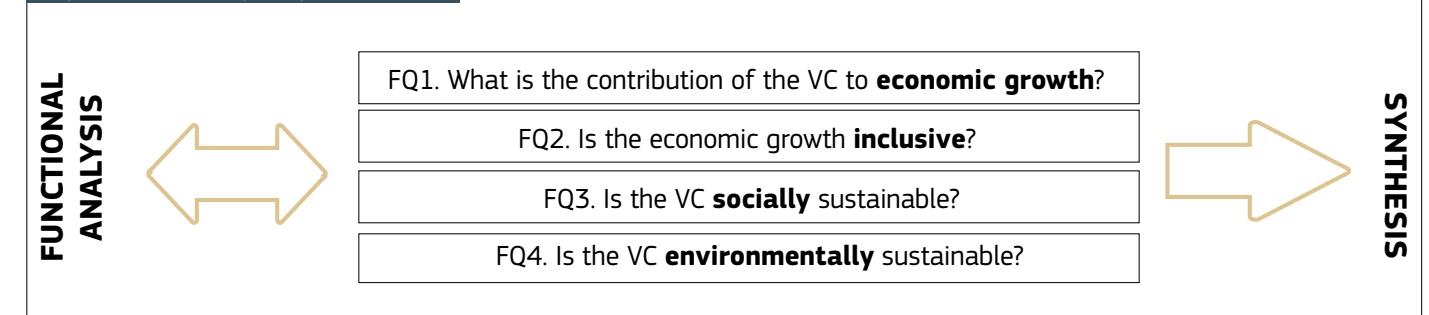 FUNCTIONAL
ANALYSIS
FQ1. What is the contribution of the VC to economic growth?
FQ2. Is the economic growth inclusive?
FQ3. Is the VC socially sustainable?
FQ4. Is the VC environmentally sustainable?
SYNTHESIS